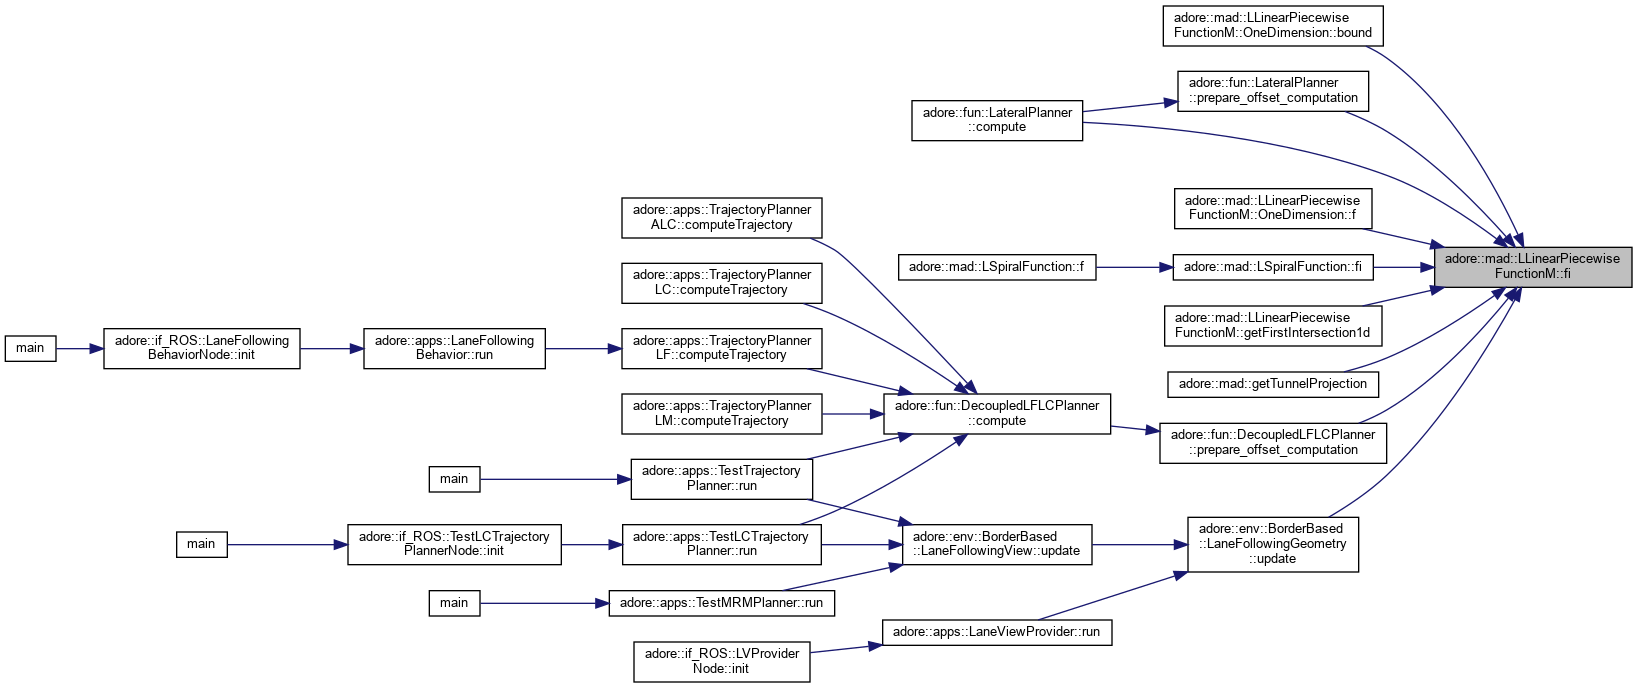 adore::mad::LLinearPiecewise
FunctionM::OneDimension::bound
adore::fun::LateralPlanner
::prepare_offset_computation
adore::fun::LateralPlanner
::compute
adore::mad::LLinearPiecewise
FunctionM::OneDimension::f
adore::apps::TrajectoryPlanner
ALC::computeTrajectory
adore::mad::LLinearPiecewise
FunctionM::fi
adore::mad::LSpiralFunction::f
adore::mad::LSpiralFunction::fi
adore::apps::TrajectoryPlanner
LC::computeTrajectory
adore::mad::LLinearPiecewise
FunctionM::getFirstIntersection1d
main
adore::if_ROS::LaneFollowing
BehaviorNode::init
adore::apps::LaneFollowing
Behavior::run
adore::apps::TrajectoryPlanner
LF::computeTrajectory
adore::mad::getTunnelProjection
adore::apps::TrajectoryPlanner
LM::computeTrajectory
adore::fun::DecoupledLFLCPlanner
::compute
adore::fun::DecoupledLFLCPlanner
::prepare_offset_computation
main
adore::apps::TestTrajectory
Planner::run
main
adore::if_ROS::TestLCTrajectory
PlannerNode::init
adore::apps::TestLCTrajectory
Planner::run
adore::env::BorderBased
::LaneFollowingView::update
adore::env::BorderBased
::LaneFollowingGeometry
::update
main
adore::apps::TestMRMPlanner::run
adore::apps::LaneViewProvider::run
adore::if_ROS::LVProvider
Node::init